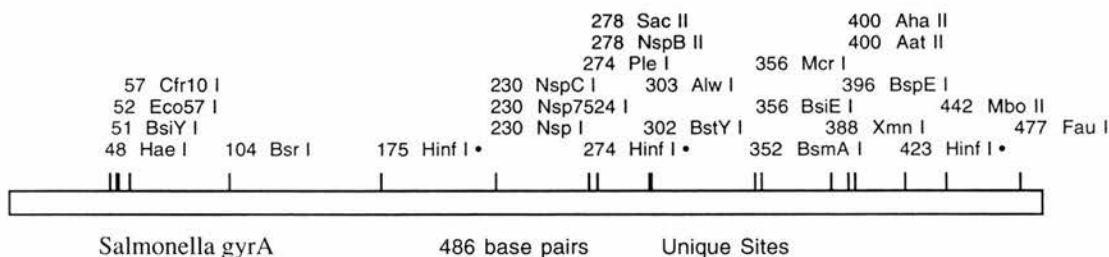 278 Sac II 400 Aha II
278 NspB II 400 Aat II
274 Ple I 356 Mcr I
57 Cfr10 I 230 NspC I 303 Alw I 396 BspE I
52 Eco57 I 230 Nsp7524 I 356 BsiE I 442 Mbo II
51 BsiY I 230 Nsp I 302 BstY I 388 Xmn I 477 Fau I
48 Hae I 104 Bsr I 175 Hinf I • 274 Hinf I • 352 BsmA I 423 Hinf I •
Salmonella gyrA 486 base pairs Unique Sites